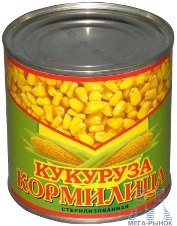 КУКУРУЗА
КОРМИЛИЦА
СТЕРИЛИЗОВАННАЯ
МЕГА-РЫНОК